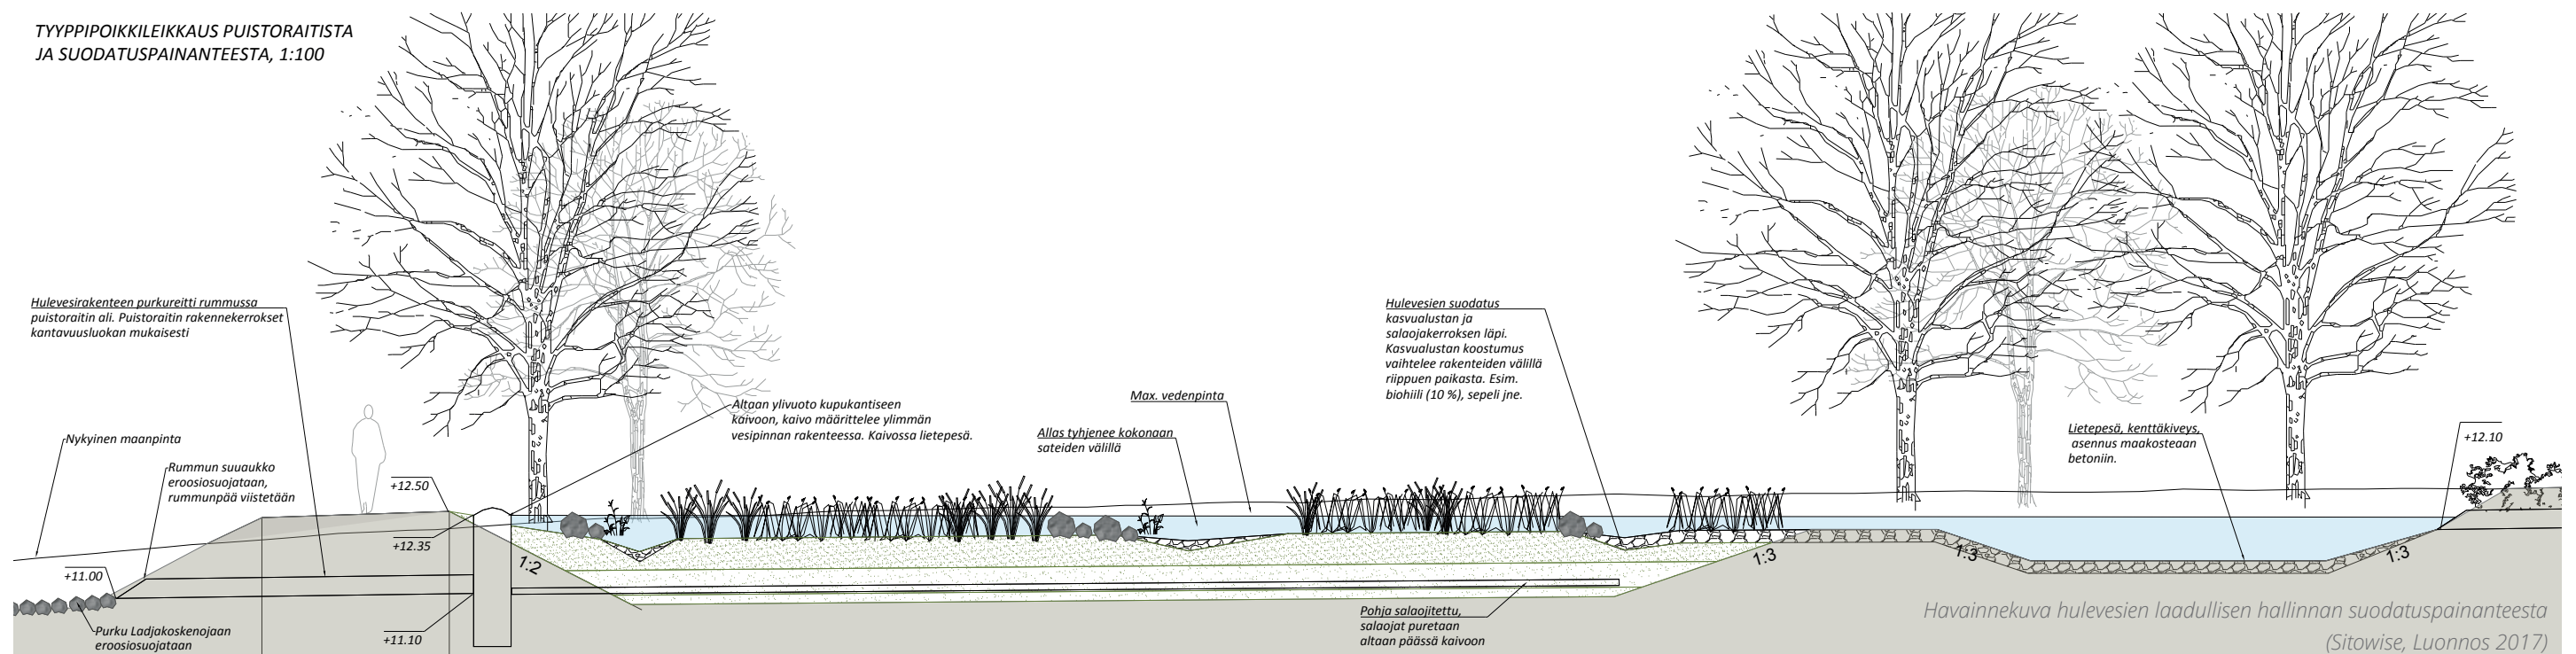 TYYPPIPOIKKILEIKKAUS PUISTORAITISTA
JA SUODATUSPAINANTEESTA, 1:100
Hulevesirakenteen purkureitti rummussa
puistoraitin ali. Puistoraitin rakennekerrokset
kantavuusluokan mukaisesti
Nykyinen maanpinta
Rummun suuaukko
eroosiosuojataan,
rummunpää viistetään
+11.00
Purku Ladjakoskenojaan
eroosiosuojataan
+12.50
+12.35
+11.10
1:2
Altaan ylivuoto kupukantiseen
kaivoon, kaivo määrittelee ylimmän
vesipinnan rakenteessa. Kaivossa lietepesä.
Allas tyhjenee kokonaan
sateiden välillä
Max. vedenpinta
Hulevesien suodatus
kasvualustan ja
salaojakerroksen läpi.
Kasvualustan koostumus
vaihtelee rakenteiden välillä
riippuen paikasta. Esim.
biohiili (10 %), sepeli jne.
Pohja salaojitettu,
salaojat puretaan
altaan päässä kaivoon
1:3
1:3
1:3
Lietepesä, kenttäkiveys,
asennus maakosteaan
betoniin.
+12.10
Havainnekuva hulevesien laadullisen hallinnan suodatuspainanteesta
(Sitowise, Luonnos 2017)